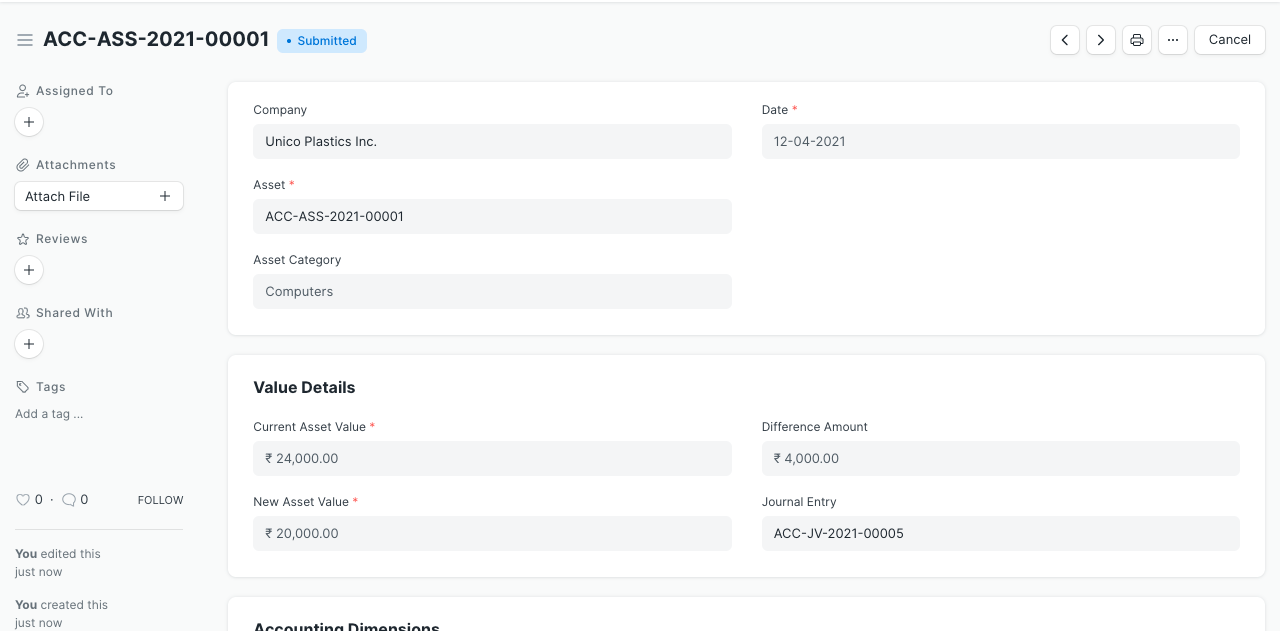 ACC-ASS-2021-00001
• Submitted
Cancel
Assigned To
Attachments
Attach File
Reviews
Shared With
Tags
Add a tag ...
0 · 0 FOLLOW
You edited this
just now
You created this
just now
Company
Unico Plastics Inc.
Date *
12-04-2021
Asset *
ACC-ASS-2021-00001
Asset Category
Computers
Value Details
Current Asset Value *
₹ 24,000.00
Difference Amount
₹ 4,000.00
New Asset Value *
₹ 20,000.00
Journal Entry
ACC-JV-2021-00005
Accounting Dimensions